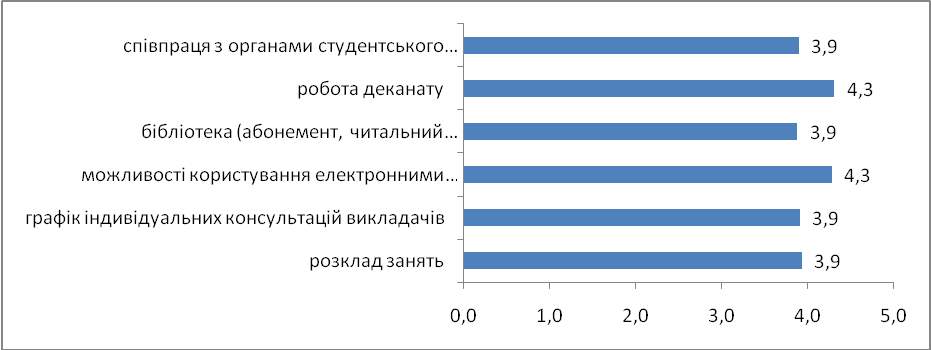 співпраця з органами студентського... 3,9
робота деканату 4,3
бібліотека (абонемент, читальний... 3,9
можливості користування електронними... 4,3
графік індивідуальних консультацій викладачів 3,9
розклад занять 3,9
0,0 1,0 2,0 3,0 4,0 5,0